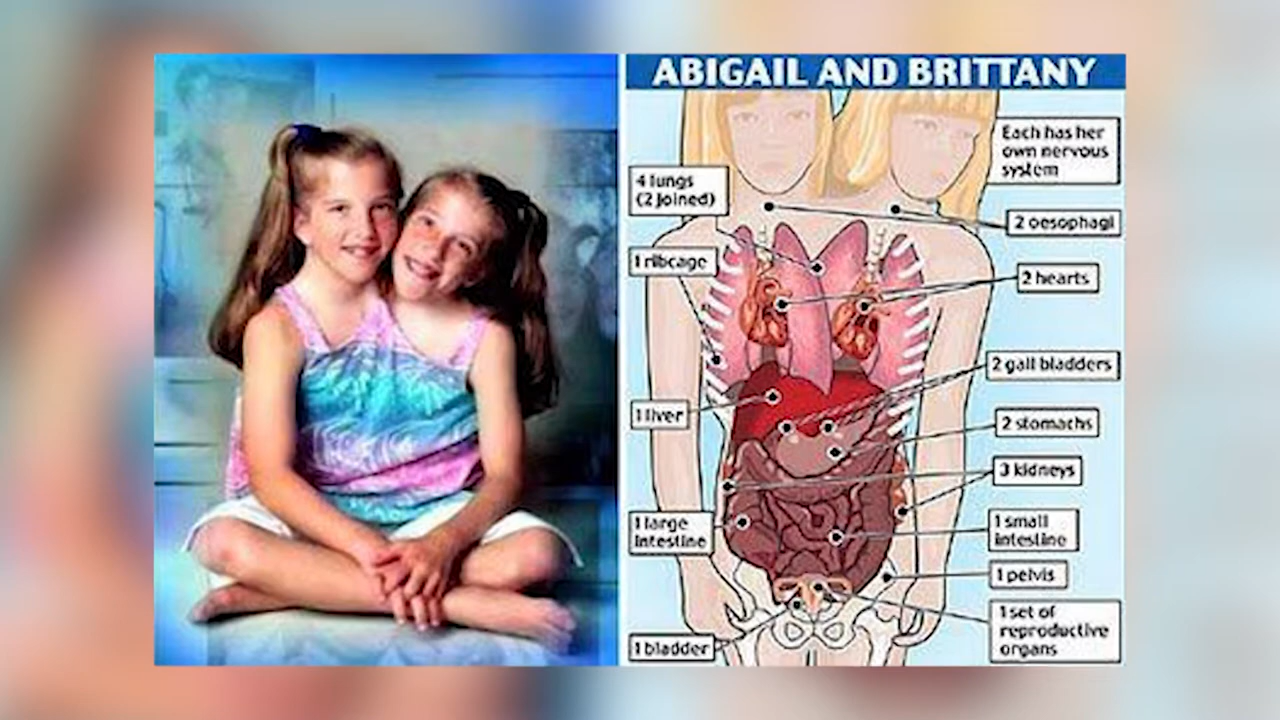 ABIGAIL AND BRITTANY
Each has her
own nervous
system
4 lungs
(2 joined)
2 oesophagi
1 ribcage
2 hearts
2 gall bladders
1 liver
2 stomachs
3 kidneys
1 large
intestine
1 small
intestine
1 pelvis
1 set of
reproductive
organs
1 bladder